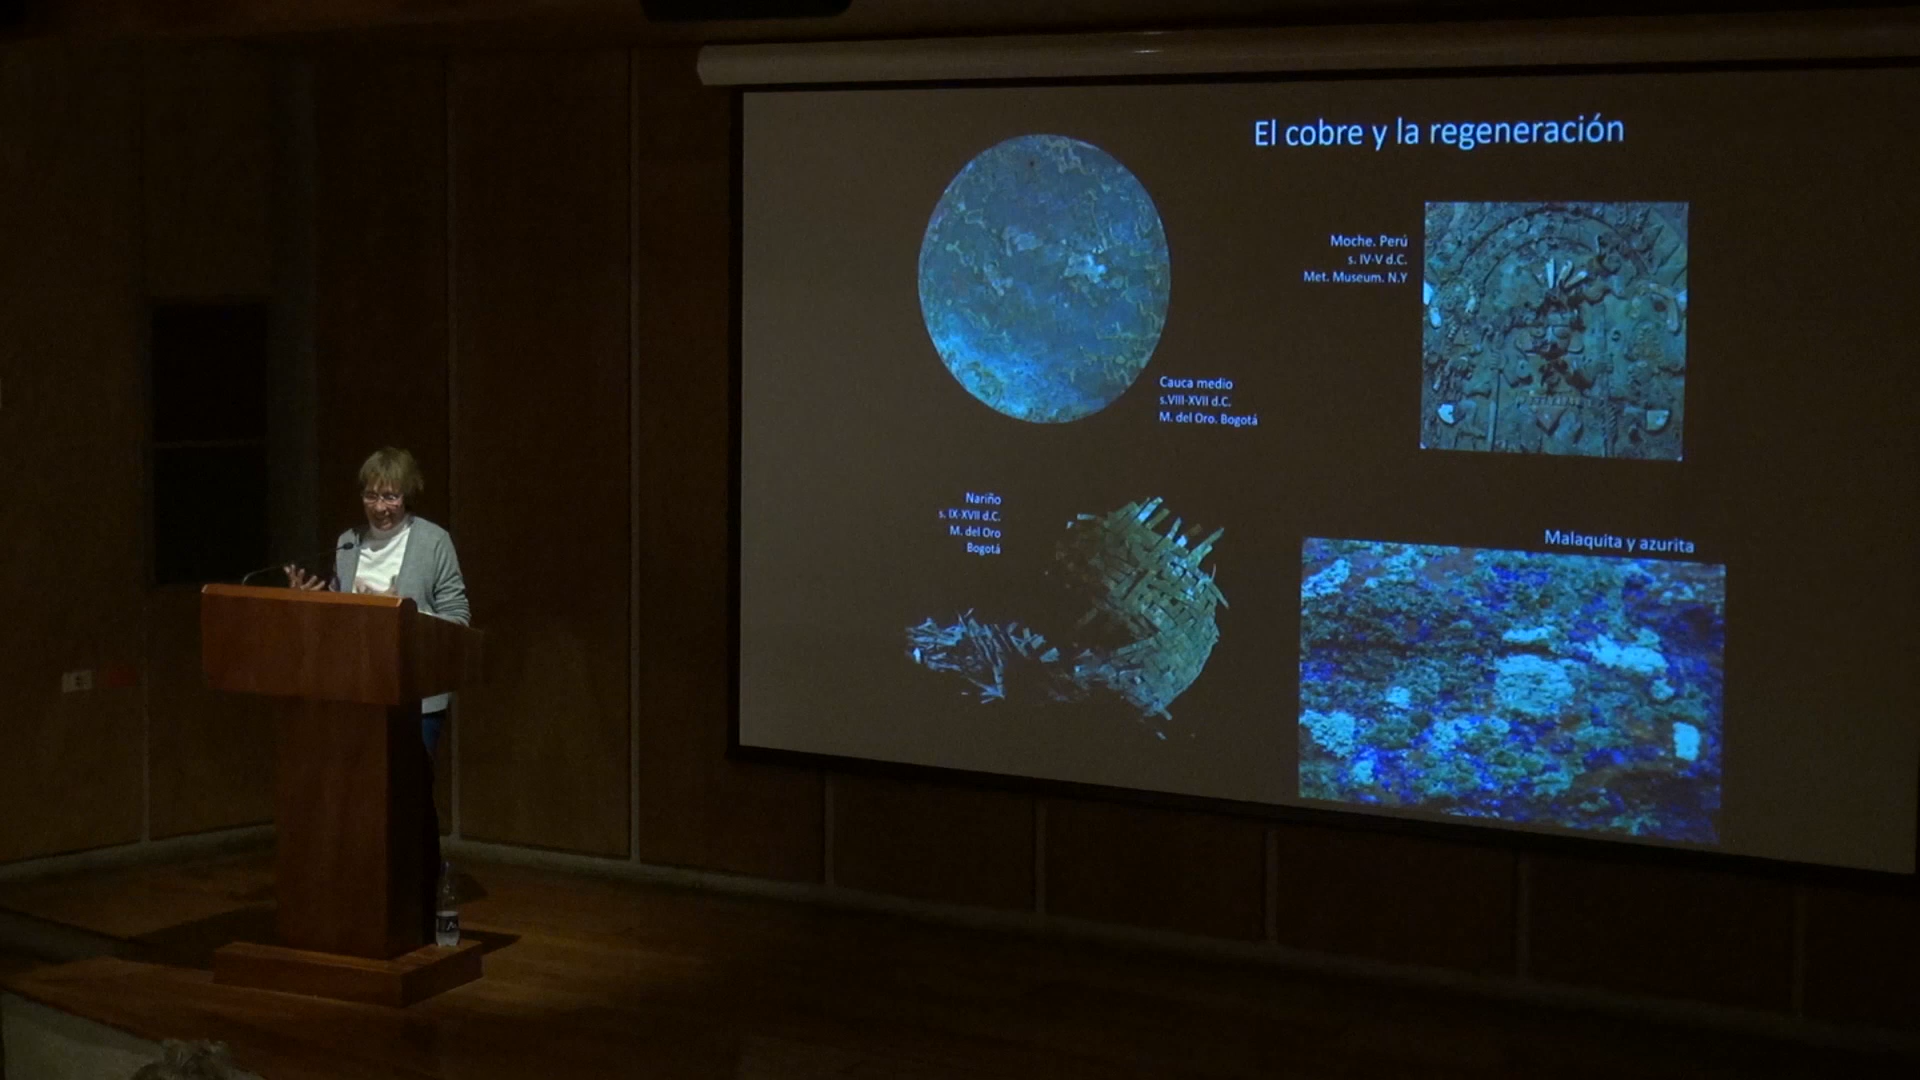 El cobre y la regeneración
Moche. Perú
s. IV-V d.C.
Met. Museum. N.Y
Cauca medio
s.VIII-XVII d.C.
M. del Oro. Bogotá
Nariño
s. IX-XVII d.C.
M. del Oro
Bogotá
Malaquita y azurita